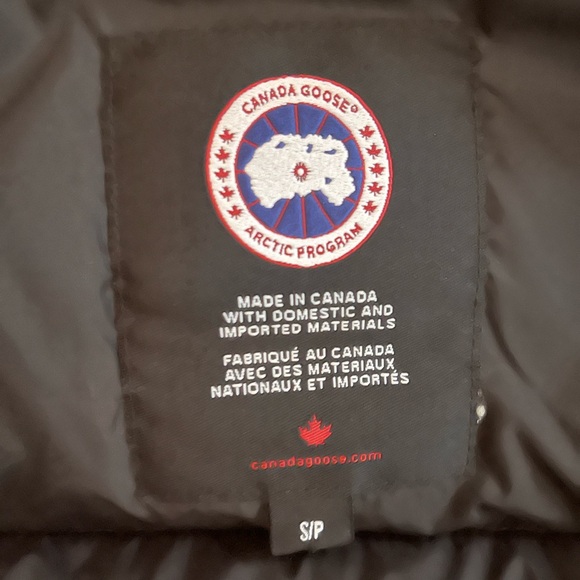 CANADA GOOSE®
ARCTIC PROGRAM
MADE IN CANADA
WITH DOMESTIC AND
IMPORTED MATERIALS
FABRIQUÉ AU CANADA
AVEC DES MATERIAUX
NATIONAUX ET IMPORTÉS
canadagoose.com
S/P